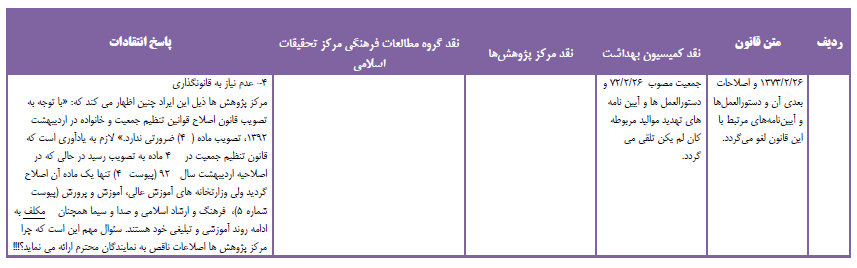 ردیف
متن قانون
نقد کمیسیون بهداشت
نقد مرکز پژوهش‌ها
نقد گروه مطالعات فرهنگی مرکز تحقیقات
اسلامی
پاسخ انتقادات
۱۳۷۳/۲/۲۶ و اصلاحات
بعدی آن و دستورالعمل‌ها
و آیین‌نامه‌های مرتبط با
این قانون لغو می‌گردد.
جمعیت مصوب ۷۲/۲/۲۶ و
دستورالعمل ها و آیین نامه
های تهدید موالید مربوطه
کان لم یکن تلقی می
گردد.
۴- عدم نیاز به قانونگذاری
مرکز پژوهش ها ذیل این ایراد چنین اظهار می کند که: «با توجه به
تصویب قانون اصلاح قوانین تنظیم جمعیت و خانواده در اردیبهشت
۱۳۹۲، تصویب ماده (۴) ضرورتی ندارد.» لازم به یادآوری است که
قانون تنظیم جمعیت در ۴ ماده به تصویب رسید در حالی که در
اصلاحیه اردیبهشت سال ۹۲ (پیوست ۴) تنها یک ماده آن اصلاح
گردید ولی وزارتخانه های آموزش عالی، آموزش و پرورش (پیوست
شماره ۵)، فرهنگ و ارشاد اسلامی و صدا و سیما همچنان مکلف به
ادامه روند آموزشی و تبلیغی خود هستند. سئوال مهم این است که چرا
مرکز پژوهش ها اصلاعات ناقص به نمایندگان محترم ارائه می نماید؟!!!